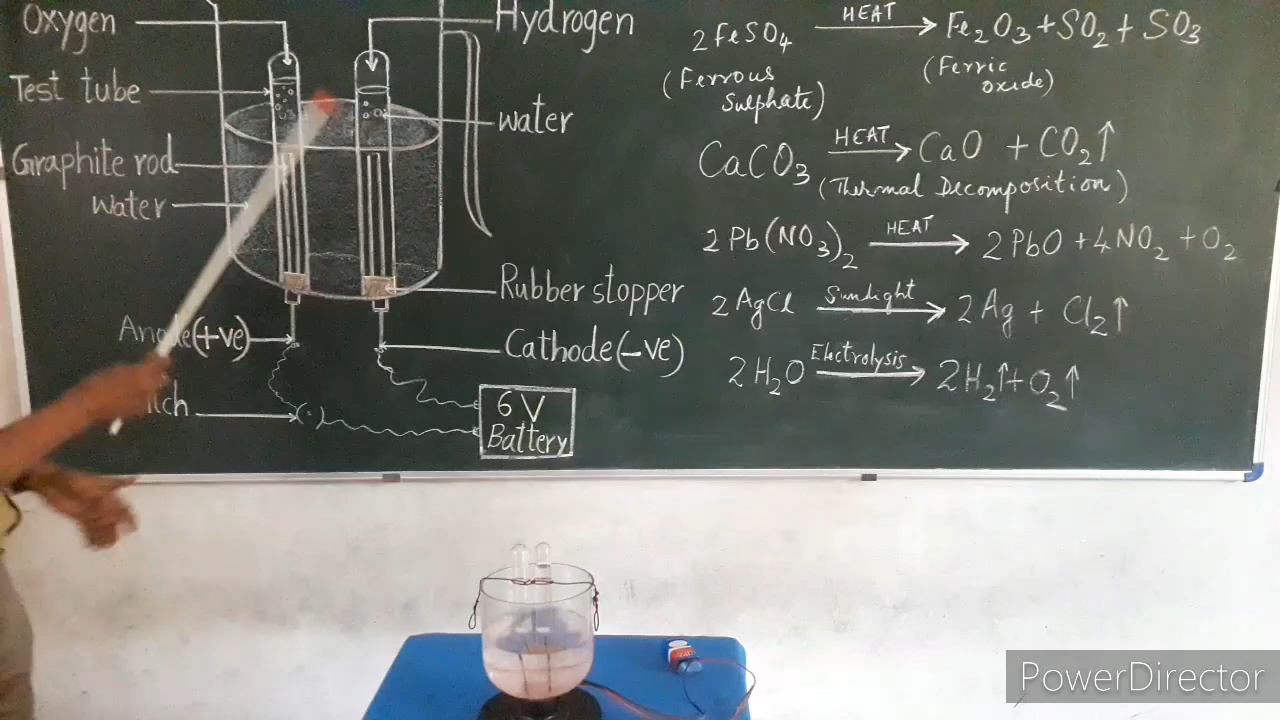 Oxygen
Hydrogen
Test tube
water
Graphite rod
water
Rubber stopper
(+ve)
Cathode(-ve)
6 V
Battery
2FeSO₄ HEAT Fe₂O₃+SO₂+ SO₃
(Ferrous Sulphate)
(Ferric oxide)
CaCO₃ HEAT CaO + CO₂↑
(Thermal Decomposition)
2Pb(NO₃)₂ HEAT 2PbO+4NO₂+O₂
2AgCl Sunlight 2Ag + Cl₂↑
2H₂O Electrolysis 2H₂↑+O₂↑
PowerDirector